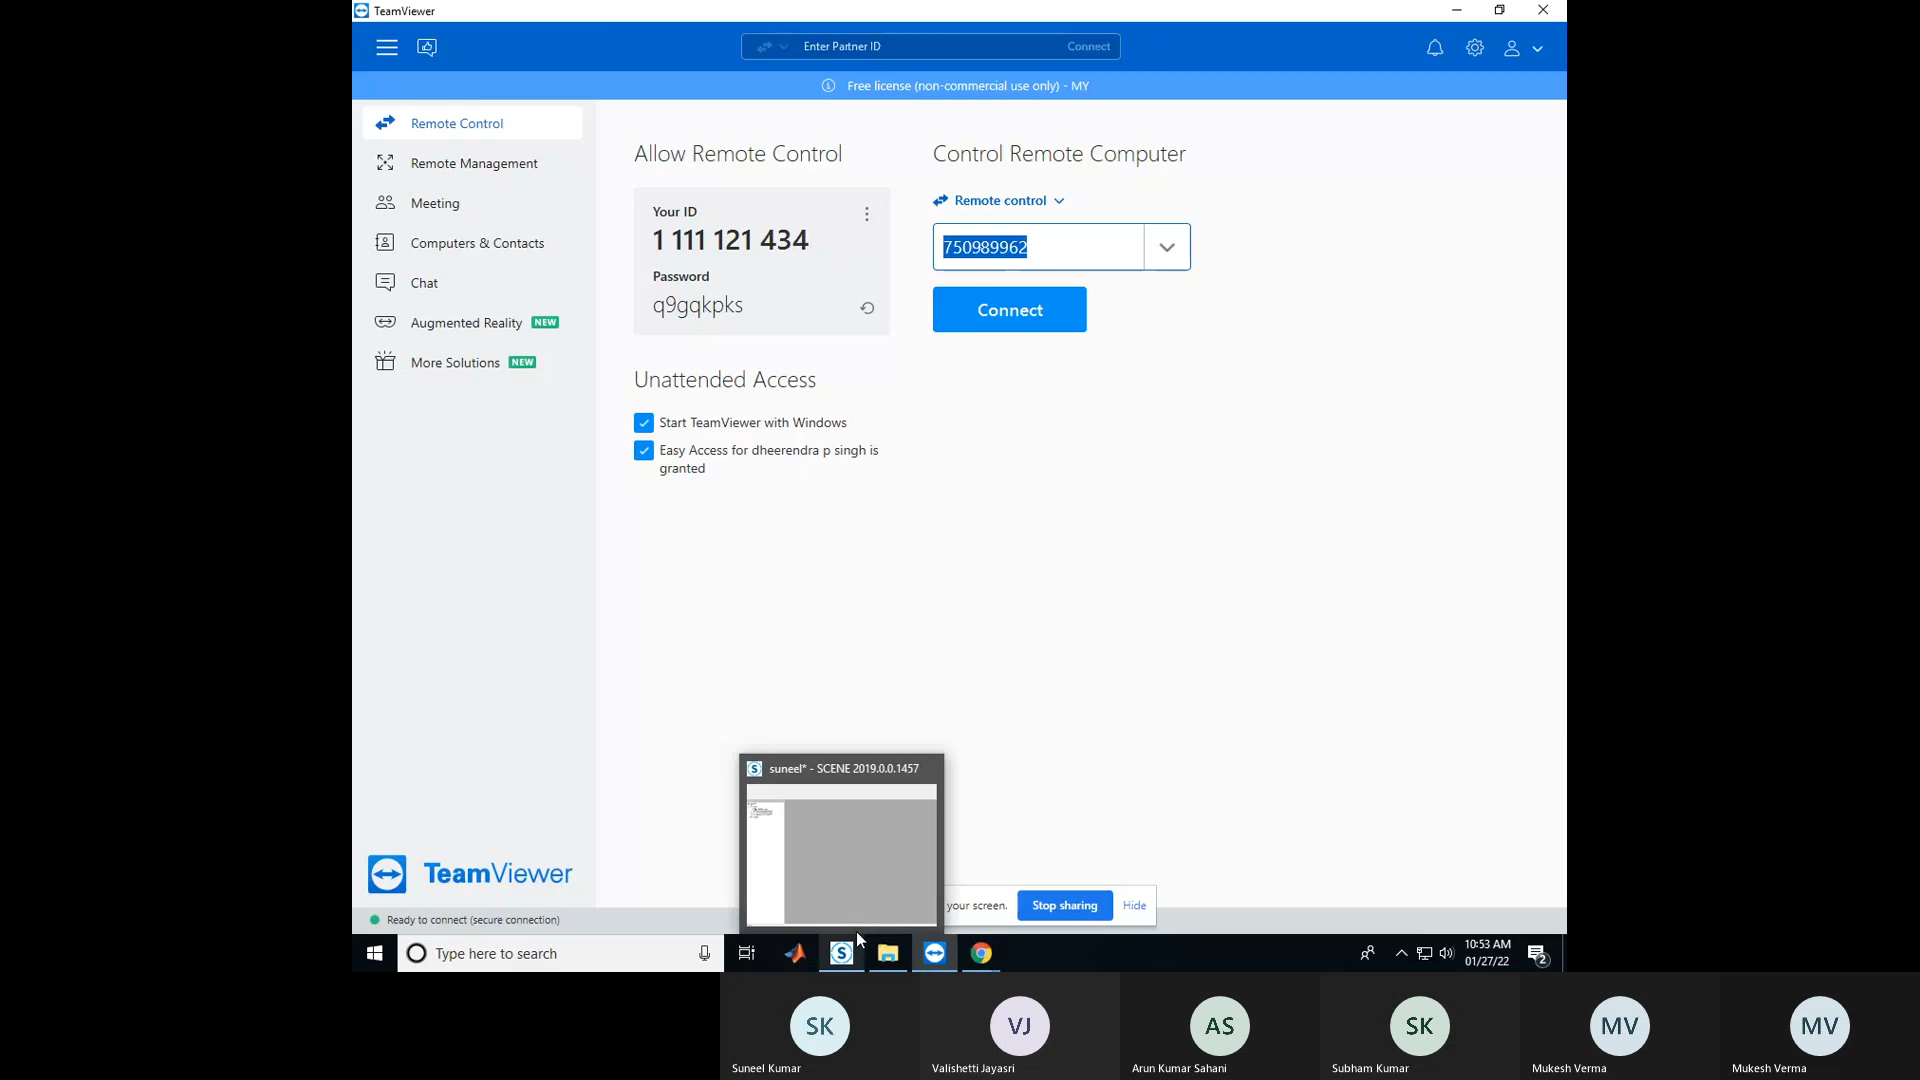 TeamViewer
Enter Partner ID
Connect
Free license (non-commercial use only) - MY
Remote Control
Remote Management
Meeting
Computers & Contacts
Chat
Augmented Reality NEW
More Solutions NEW
Allow Remote Control
Your ID
1 111 121 434
Password
q9gqkpks
Unattended Access
Start TeamViewer with Windows
Easy Access for dheerendra p singh is
granted
Control Remote Computer
Remote control
750989962
Connect
TeamViewer
Ready to connect (secure connection)
suneel* - SCENE 2019.0.0.1457
your screen.
Stop sharing
Hide
Type here to search
S
10:53 AM
01/27/22
2
SK
Suneel Kumar
VJ
Valishetti Jayasri
AS
Arun Kumar Sahani
SK
Subham Kumar
MV
Mukesh Verma
MV
Mukesh Verma